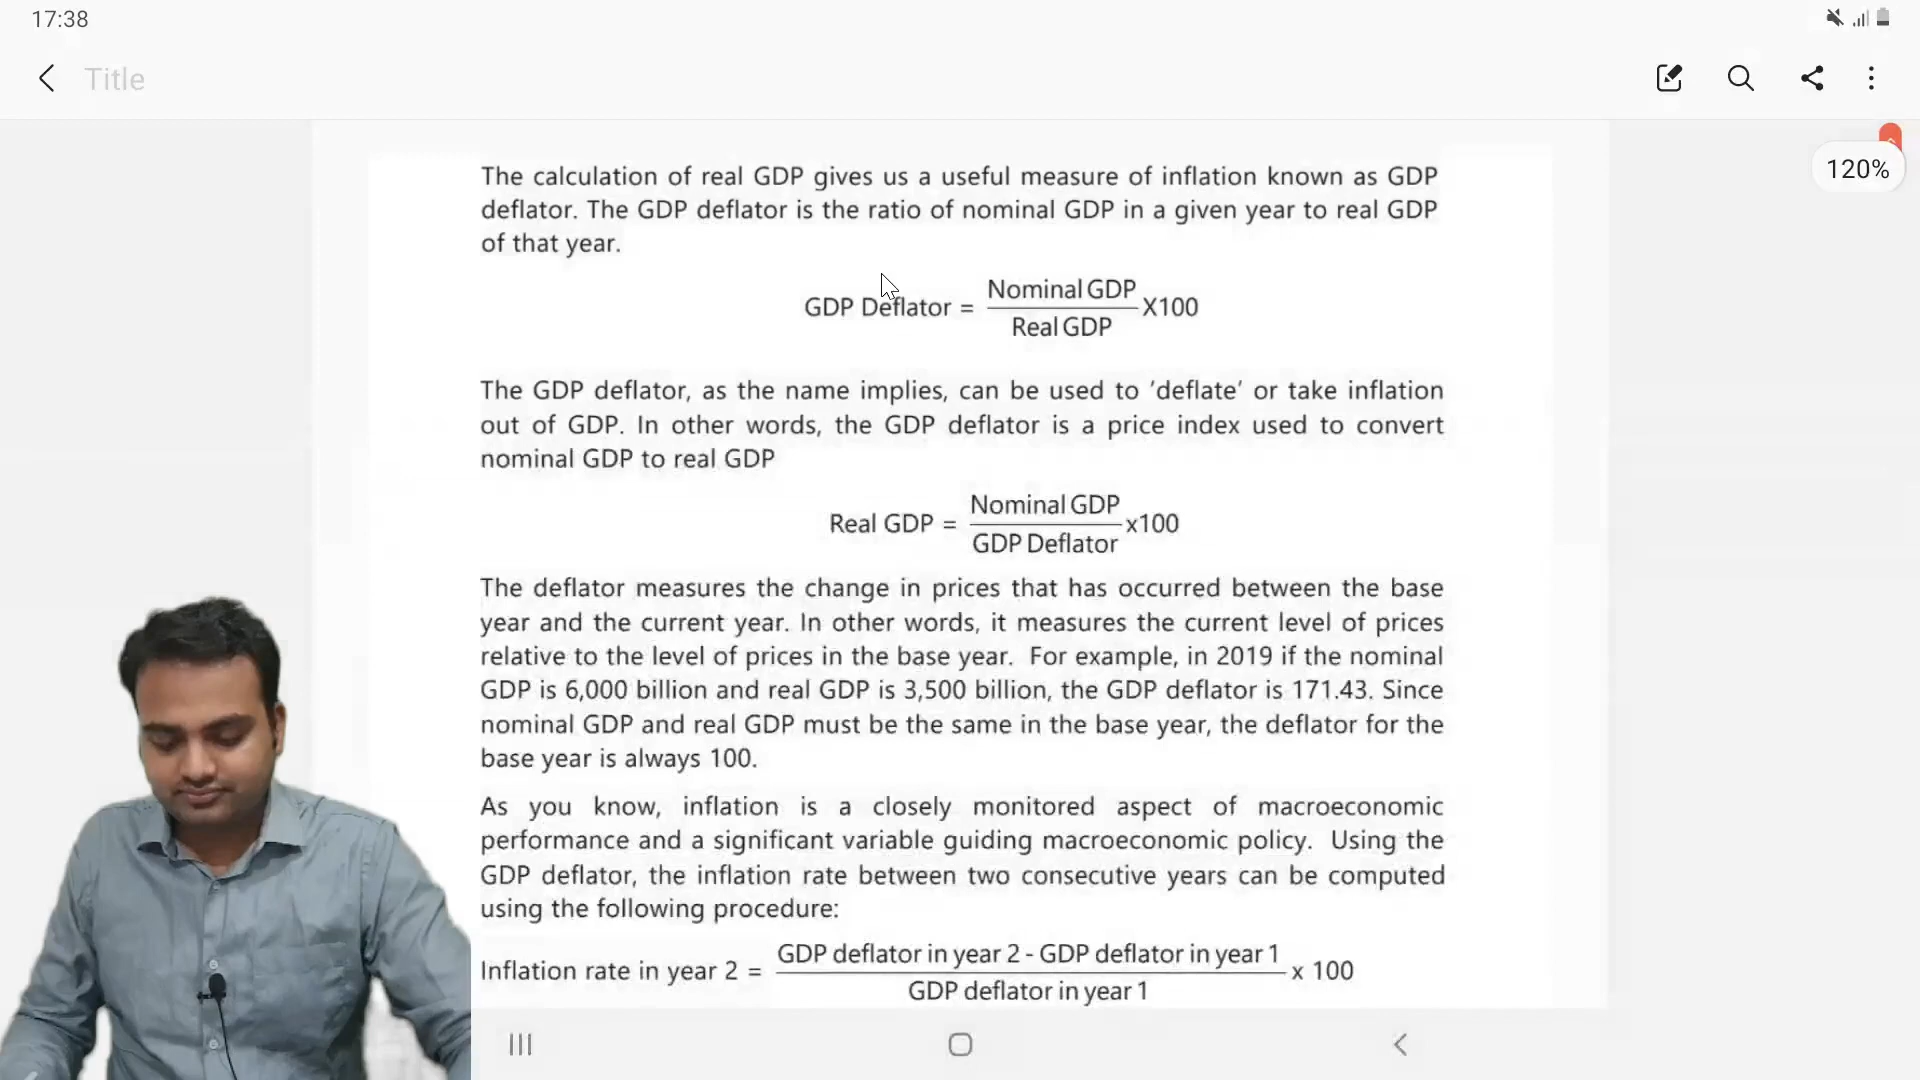 17:38
Title
120%
The calculation of real GDP gives us a useful measure of inflation known as GDP
deflator. The GDP deflator is the ratio of nominal GDP in a given year to real GDP
of that year.
GDP Deflator = Nominal GDP / Real GDP X100
The GDP deflator, as the name implies, can be used to ‘deflate’ or take inflation
out of GDP. In other words, the GDP deflator is a price index used to convert
nominal GDP to real GDP
Real GDP = Nominal GDP / GDP Deflator x100
The deflator measures the change in prices that has occurred between the base
year and the current year. In other words, it measures the current level of prices
relative to the level of prices in the base year. For example, in 2019 if the nominal
GDP is 6,000 billion and real GDP is 3,500 billion, the GDP deflator is 171.43. Since
nominal GDP and real GDP must be the same in the base year, the deflator for the
base year is always 100.
As you know, inflation is a closely monitored aspect of macroeconomic
performance and a significant variable guiding macroeconomic policy. Using the
GDP deflator, the inflation rate between two consecutive years can be computed
using the following procedure:
Inflation rate in year 2 = GDP deflator in year 2 - GDP deflator in year 1 / GDP deflator in year 1 x 100